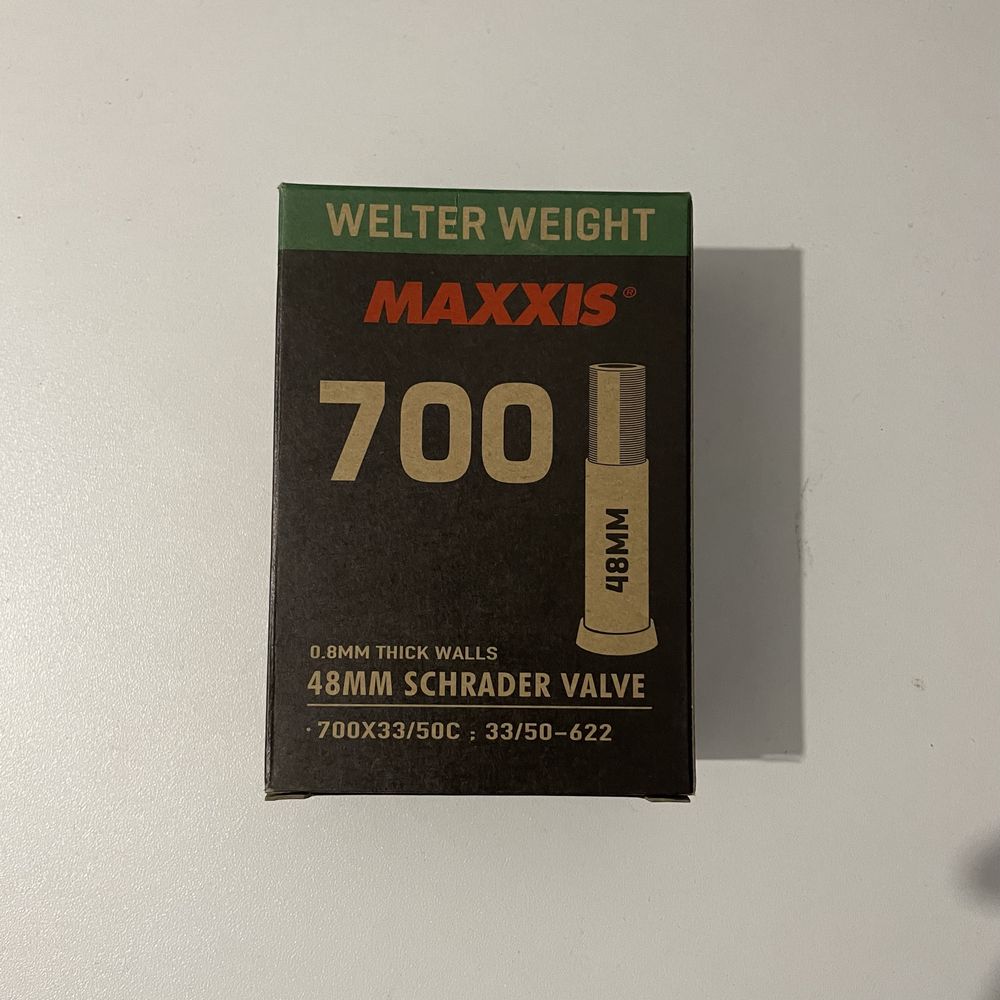 WELTER WEIGHT
MAXXIS®
700
48MM
0.8MM THICK WALLS
48MM SCHRADER VALVE
·700X33/50C ; 33/50-622